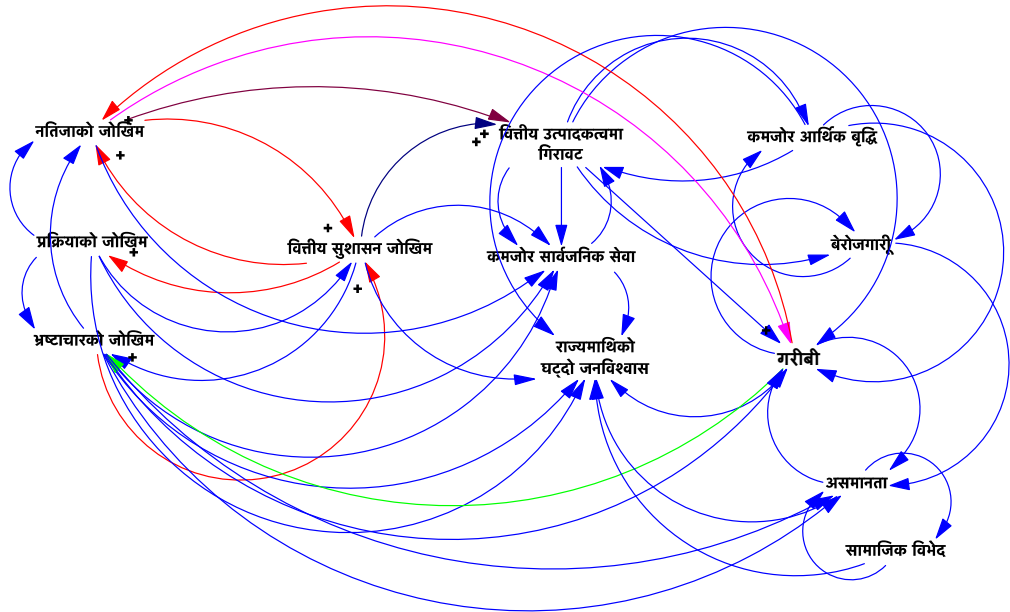 नतिजाको जोखिम
वित्तीय उत्पादकत्वमा
गिरावट
कमजोर आर्थिक बृद्धि
प्रक्रियाको जोखिम
वित्तीय सुशासन जोखिम
कमजोर सार्वजनिक सेवा
बेरोजगारी
भ्रष्टाचारको जोखिम
राज्यमाथिको
घट्दो जनविश्वास
गरीबी
असमानता
सामाजिक विभेद